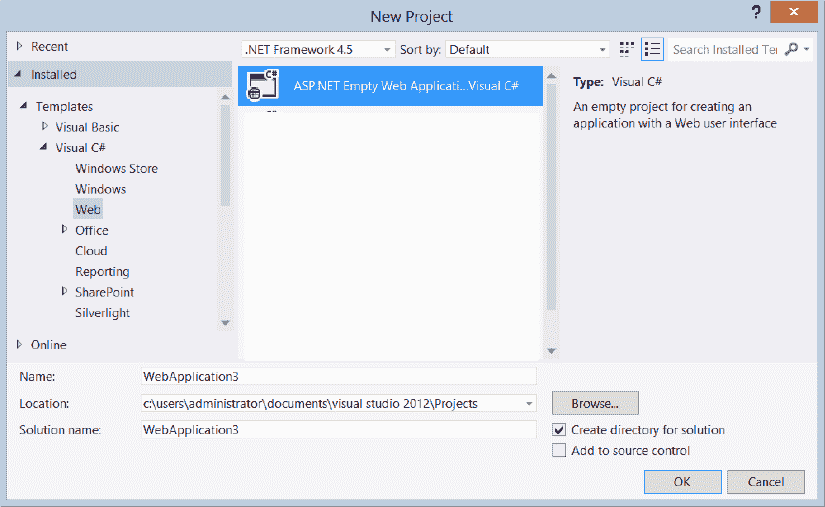 New Project
?
Recent
.NET Framework 4.5 Sort by: Default
Search Installed Te
Installed
Templates
Visual Basic
Visual C#
Windows Store
Windows
Web
Office
Cloud
Reporting
SharePoint
Silverlight
Online
ASP.NET Empty Web Applicati...Visual C#
Type: Visual C#
An empty project for creating an
application with a Web user interface
Name: WebApplication3
Location: c:\users\administrator\documents\visual studio 2012\Projects Browse...
Solution name: WebApplication3
Create directory for solution
Add to source control
OK Cancel